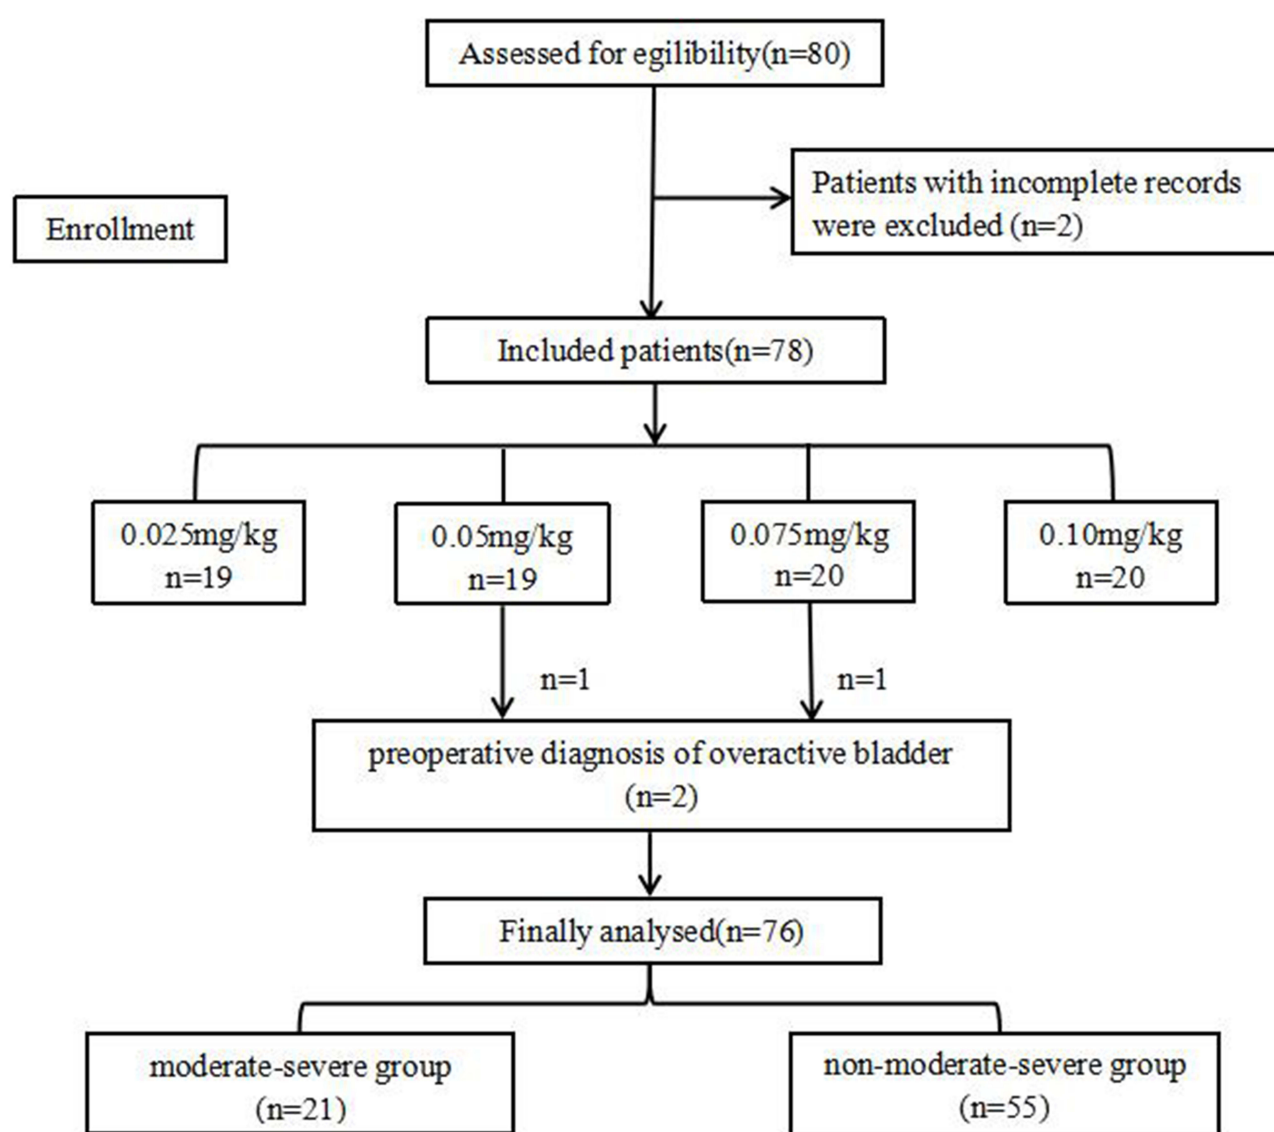 Assessed for egilibility(n=80)
Patients with incomplete records
were excluded (n=2)
Enrollment
Included patients(n=78)
0.025mg/kg
n=19
0.05mg/kg
n=19
0.075mg/kg
n=20
0.10mg/kg
n=20
n=1
n=1
preoperative diagnosis of overactive bladder
(n=2)
Finally analysed(n=76)
moderate-severe group
(n=21)
non-moderate-severe group
(n=55)